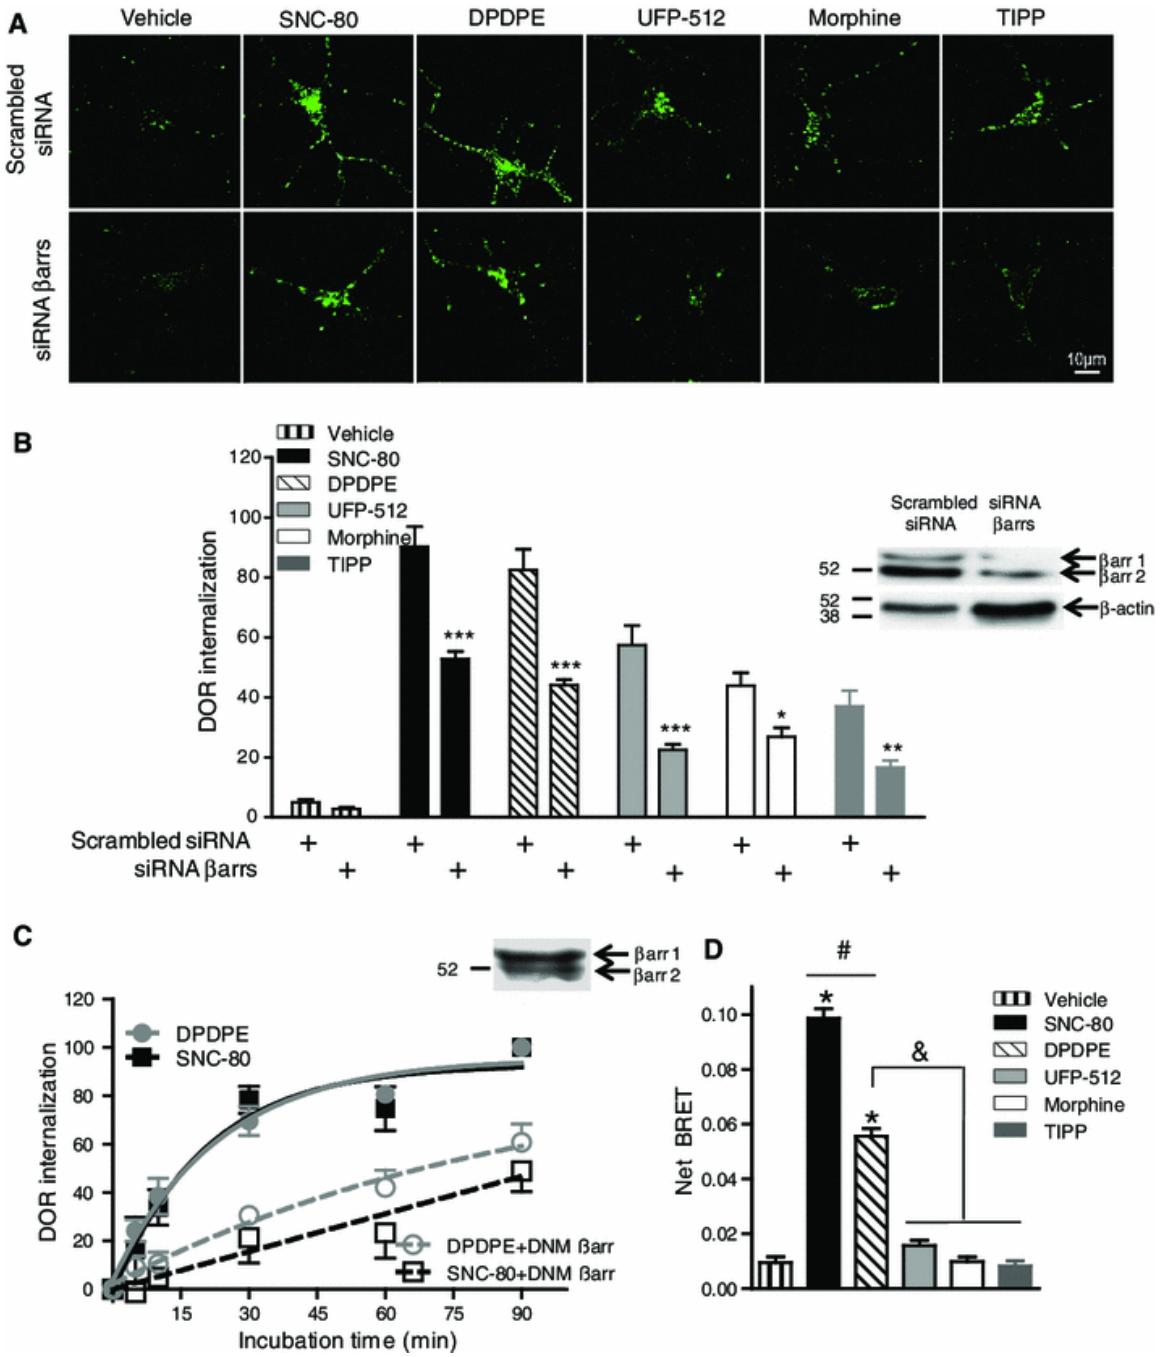 A
Vehicle SNC-80 DPDPE UFP-512 Morphine TIPP
Scrambled
siRNA
siRNA βarrs
10μm
B
Vehicle
SNC-80
DPDPE
UFP-512
Morphine
TIPP
DOR internalization
120
100
80
60
40
20
0
*** *** *** * **
Scrambled siRNA + + + + + +
siRNA βarrs + + + + + +
Scrambled siRNA
siRNA βarrs
52
βarr 1
βarr 2
52
38
β-actin
C
52
βarr 1
βarr 2
DOR internalization
120
100
80
60
40
20
0
DPDPE
SNC-80
DPDPE+DNM ßarr
SNC-80+DNM ßarr
15 30 45 60 75 90
Incubation time (min)
D
#
*
*
&
Net BRET
0.10
0.08
0.06
0.04
0.02
0.00
Vehicle
SNC-80
DPDPE
UFP-512
Morphine
TIPP